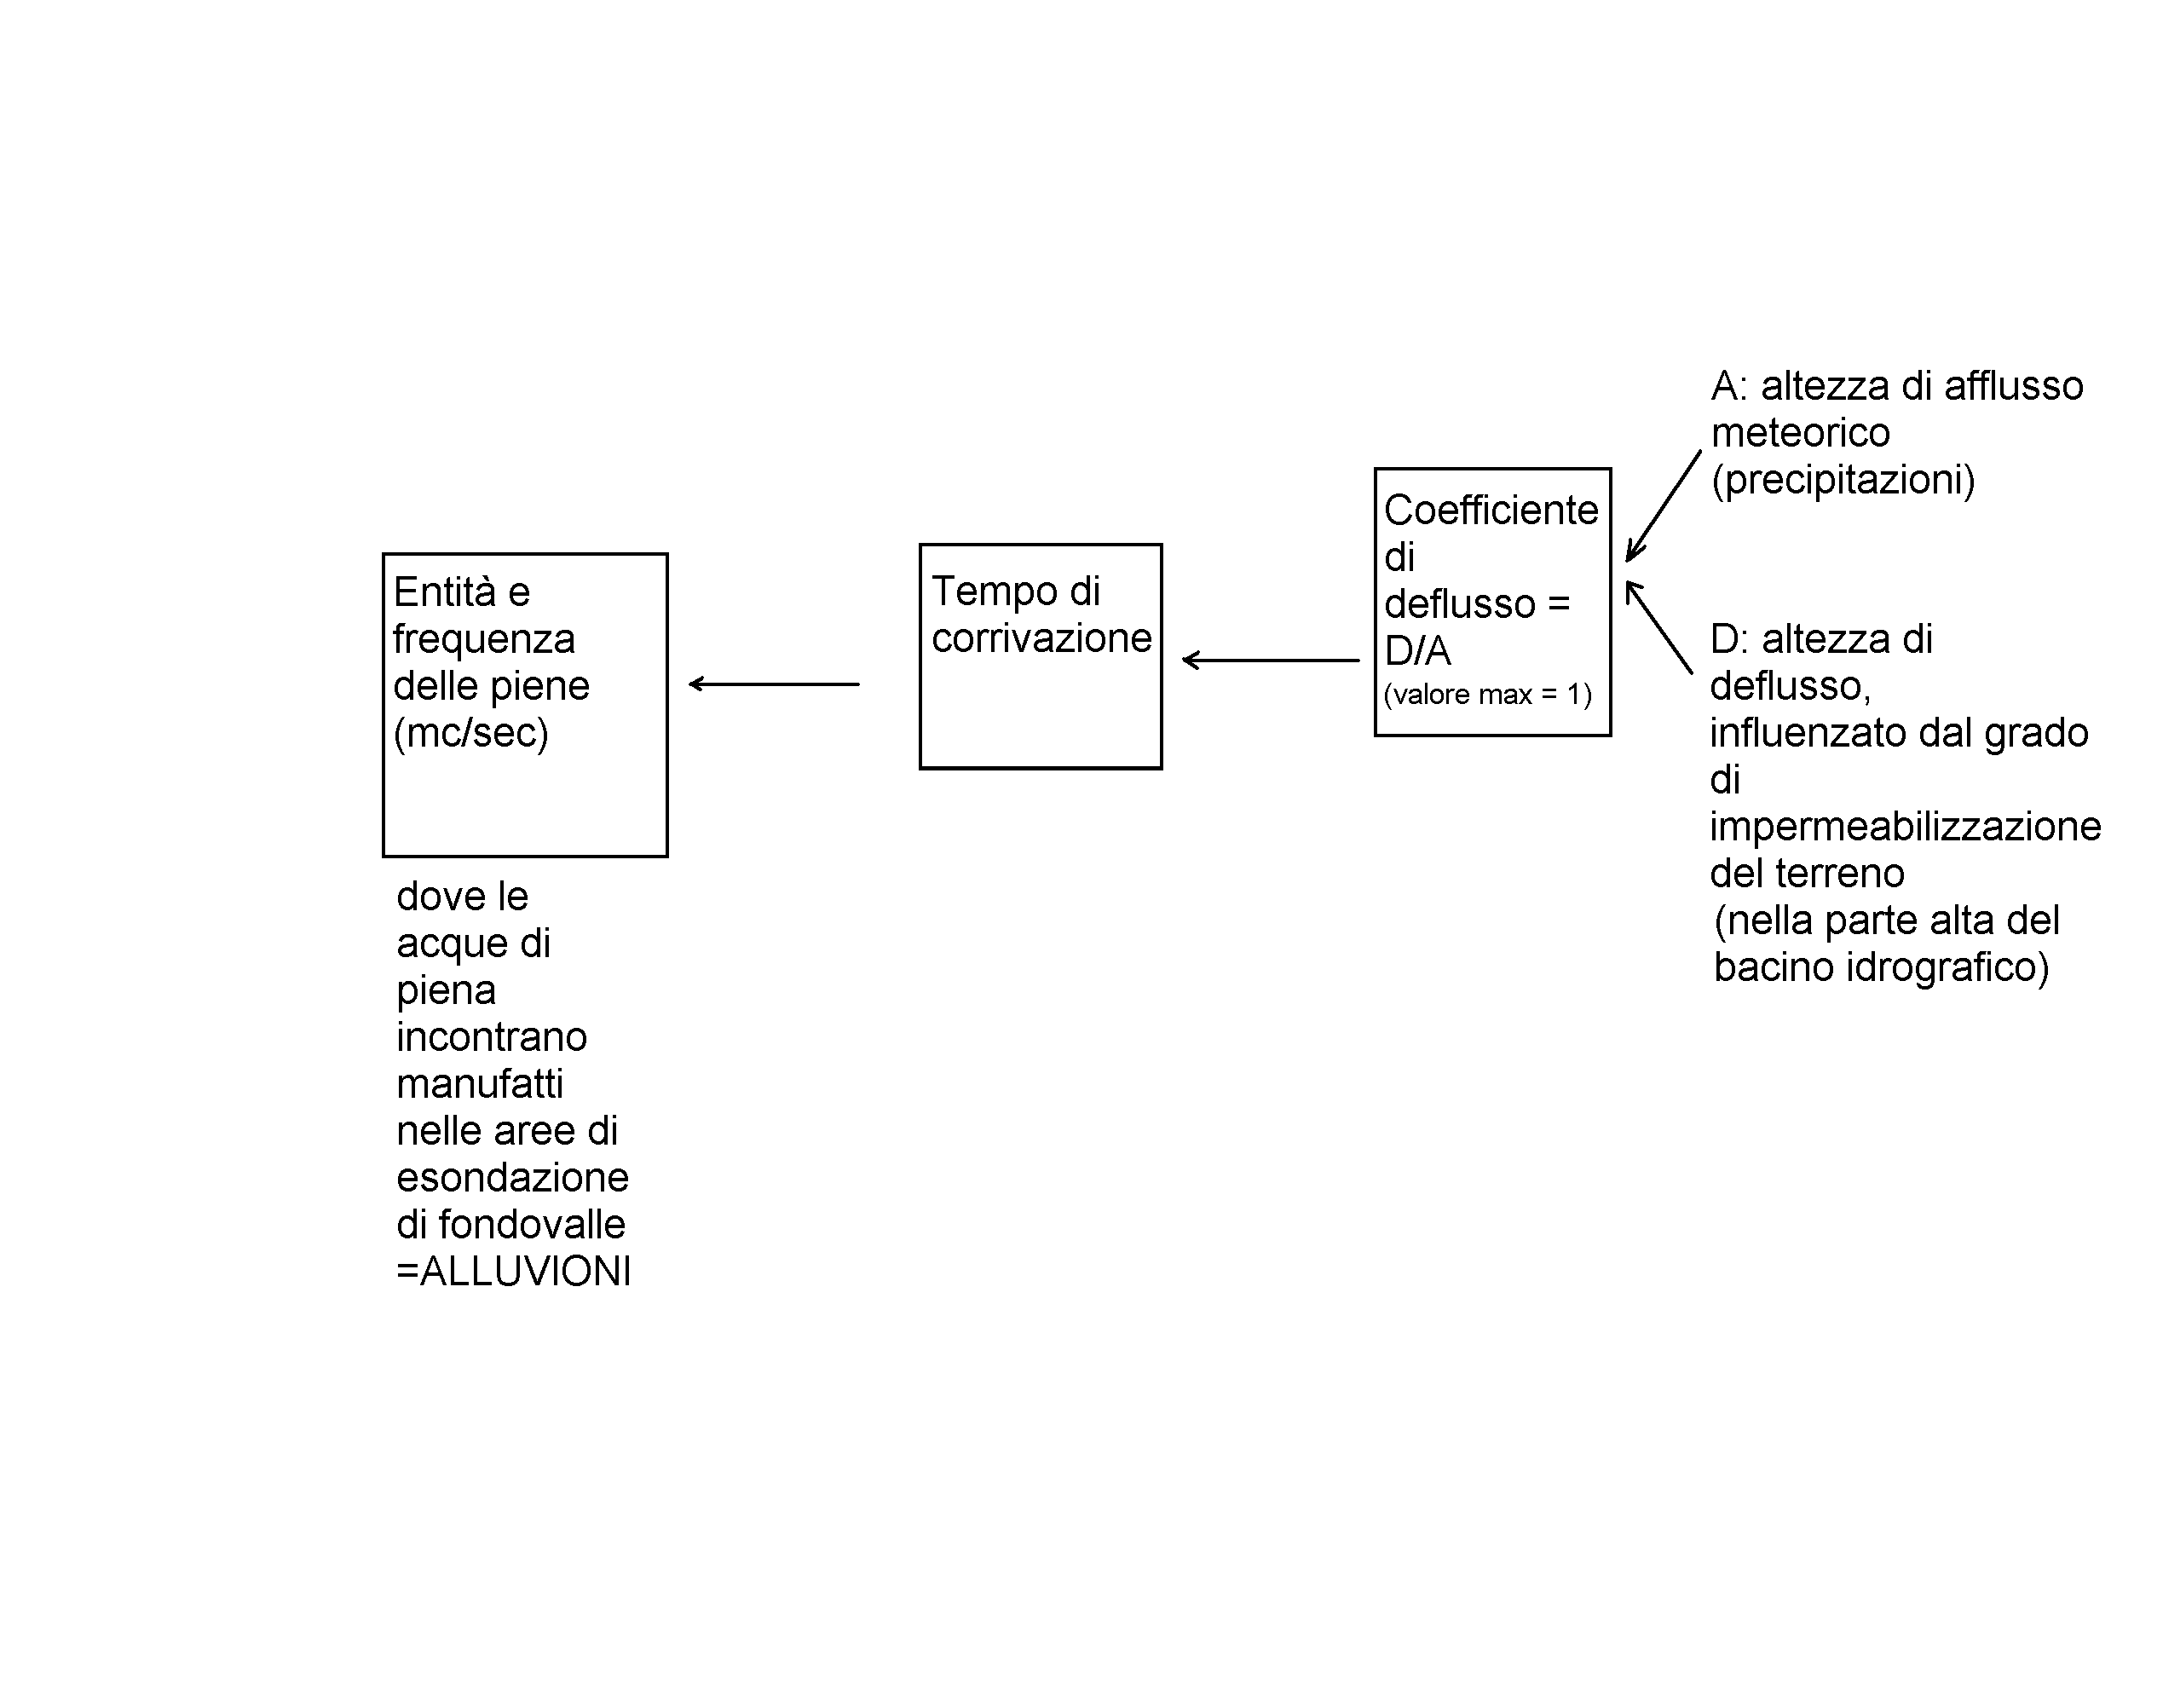 Entità e
frequenza
delle piene
(mc/sec)
dove le
acque di
piena
incontrano
manufatti
nelle aree di
esondazione
di fondovalle
=ALLUVIONI
Tempo di
corrivazione
Coefficiente
di
deflusso =
D/A
(valore max = 1)
A: altezza di afflusso
meteorico
(precipitazioni)
D: altezza di
deflusso,
influenzato dal grado
di
impermeabilizzazione
del terreno
(nella parte alta del
bacino idrografico)